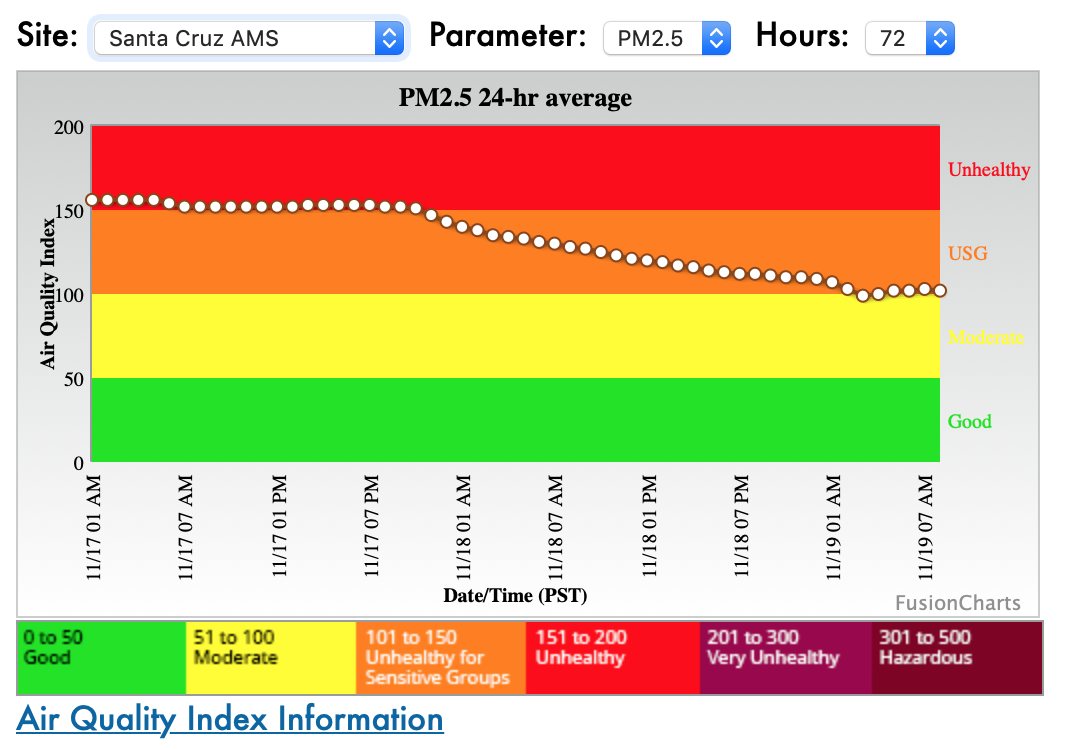 Site: Santa Cruz AMS Parameter: PM2.5 Hours: 72
PM2.5 24-hr average
200
150
100
50
0
Air Quality Index
Unhealthy
USG
Moderate
Good
11/17 01 AM
11/17 07 AM
11/17 01 PM
11/17 07 PM
11/18 01 AM
11/18 07 AM
11/18 01 PM
11/18 07 PM
11/19 01 AM
11/19 07 AM
Date/Time (PST)
FusionCharts
0 to 50
Good
51 to 100
Moderate
101 to 150
Unhealthy for
Sensitive Groups
151 to 200
Unhealthy
201 to 300
Very Unhealthy
301 to 500
Hazardous
Air Quality Index Information